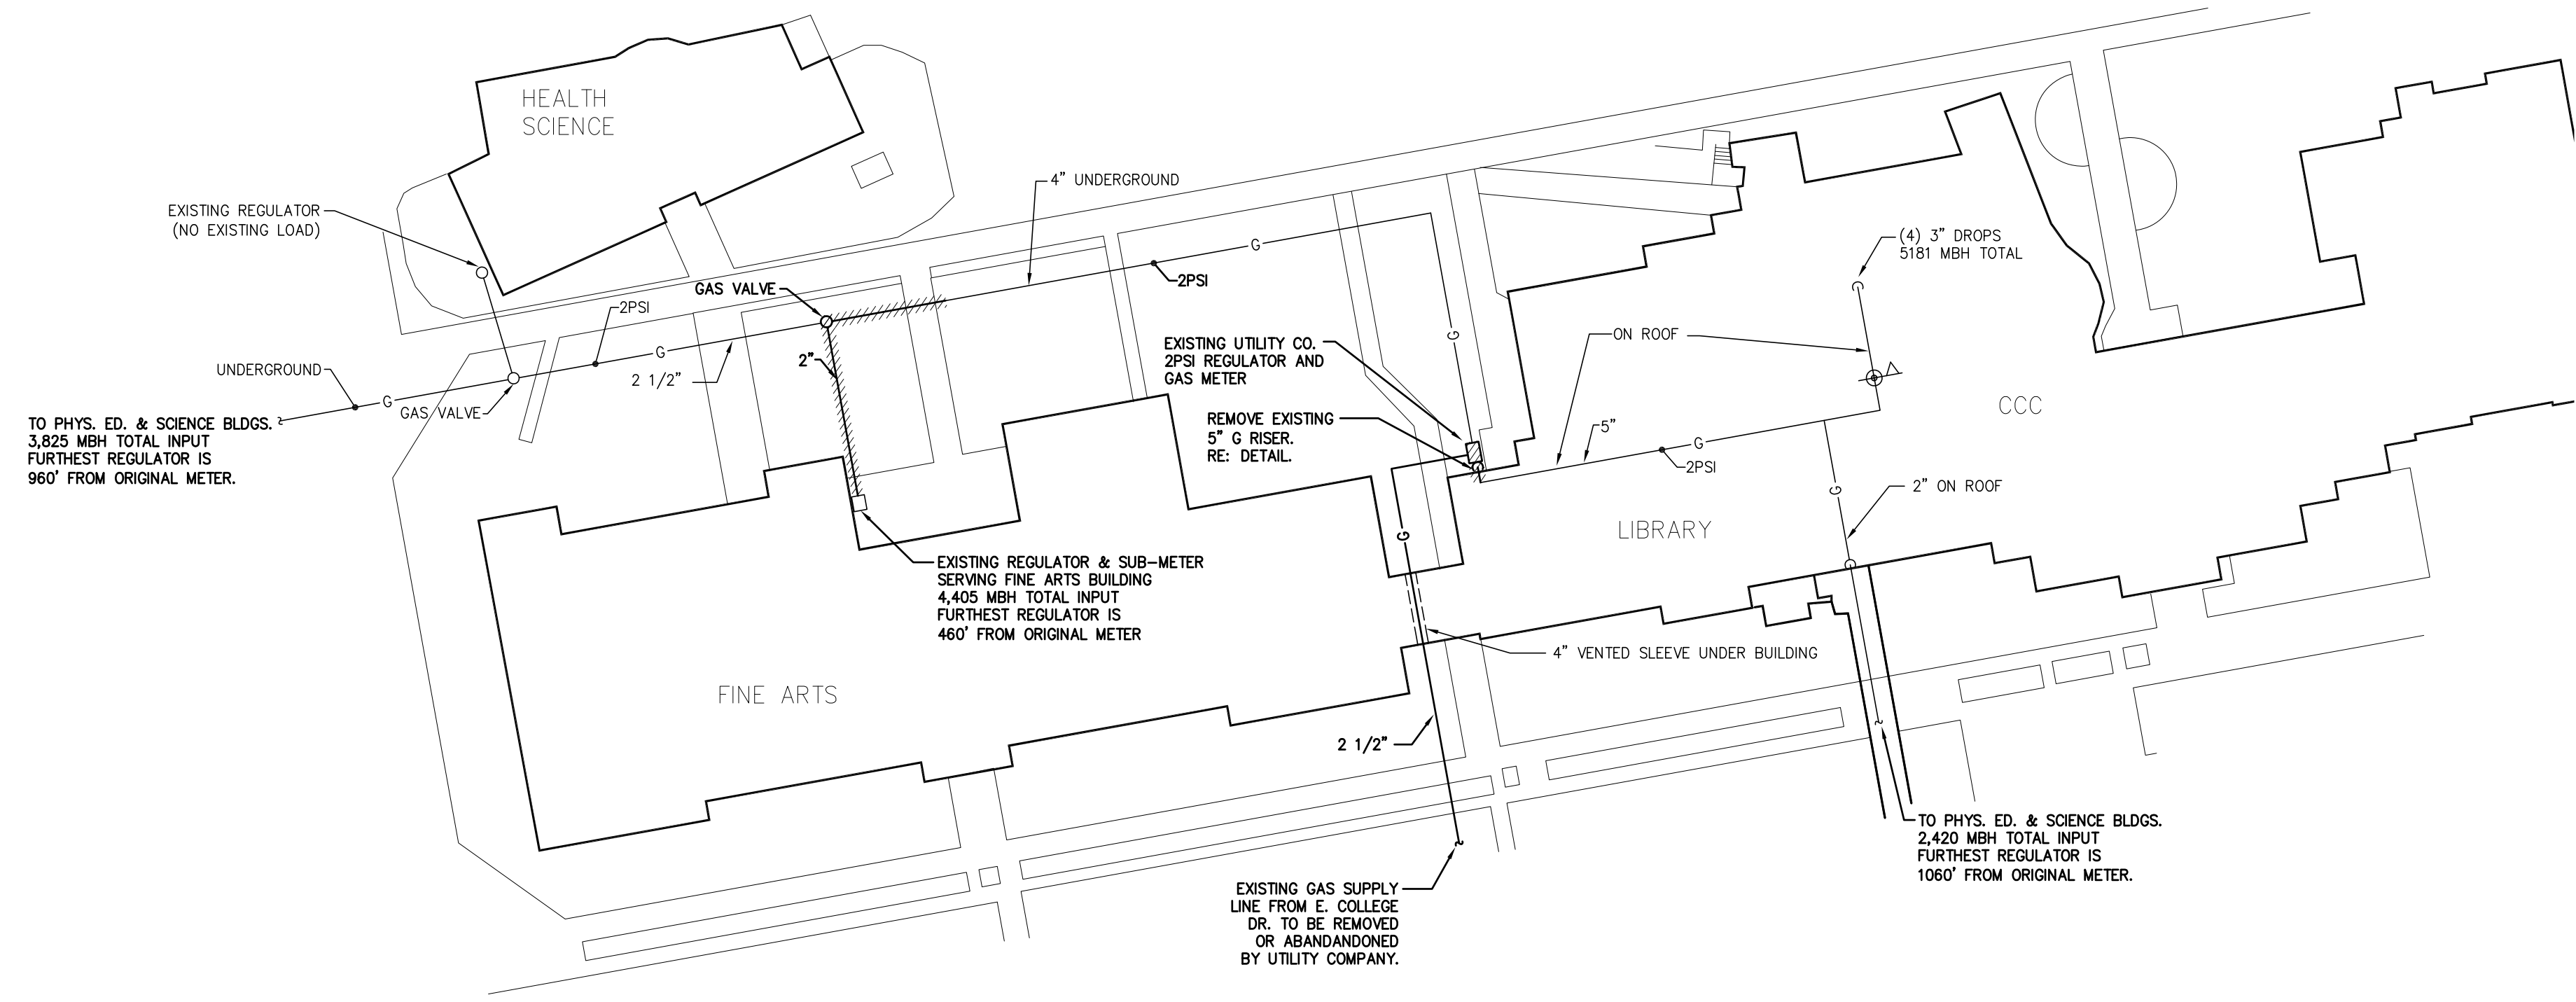 HEALTH
SCIENCE
EXISTING REGULATOR
(NO EXISTING LOAD)
4" UNDERGROUND
GAS VALVE
2PSI
2PSI
G
G
G
UNDERGROUND
G
2 1/2"
2"
GAS VALVE
TO PHYS. ED. & SCIENCE BLDGS.
3,825 MBH TOTAL INPUT
FURTHEST REGULATOR IS
960' FROM ORIGINAL METER.
(4) 3" DROPS
5181 MBH TOTAL
ON ROOF
EXISTING UTILITY CO.
2PSI REGULATOR AND
GAS METER
REMOVE EXISTING
5" G RISER.
RE: DETAIL.
5"
G
2PSI
CCC
G
2" ON ROOF
LIBRARY
G
EXISTING REGULATOR & SUB-METER
SERVING FINE ARTS BUILDING
4,405 MBH TOTAL INPUT
FURTHEST REGULATOR IS
460' FROM ORIGINAL METER
4" VENTED SLEEVE UNDER BUILDING
FINE ARTS
2 1/2"
TO PHYS. ED. & SCIENCE BLDGS.
2,420 MBH TOTAL INPUT
FURTHEST REGULATOR IS
1060' FROM ORIGINAL METER.
EXISTING GAS SUPPLY
LINE FROM E. COLLEGE
DR. TO BE REMOVED
OR ABANDANDONED
BY UTILITY COMPANY.